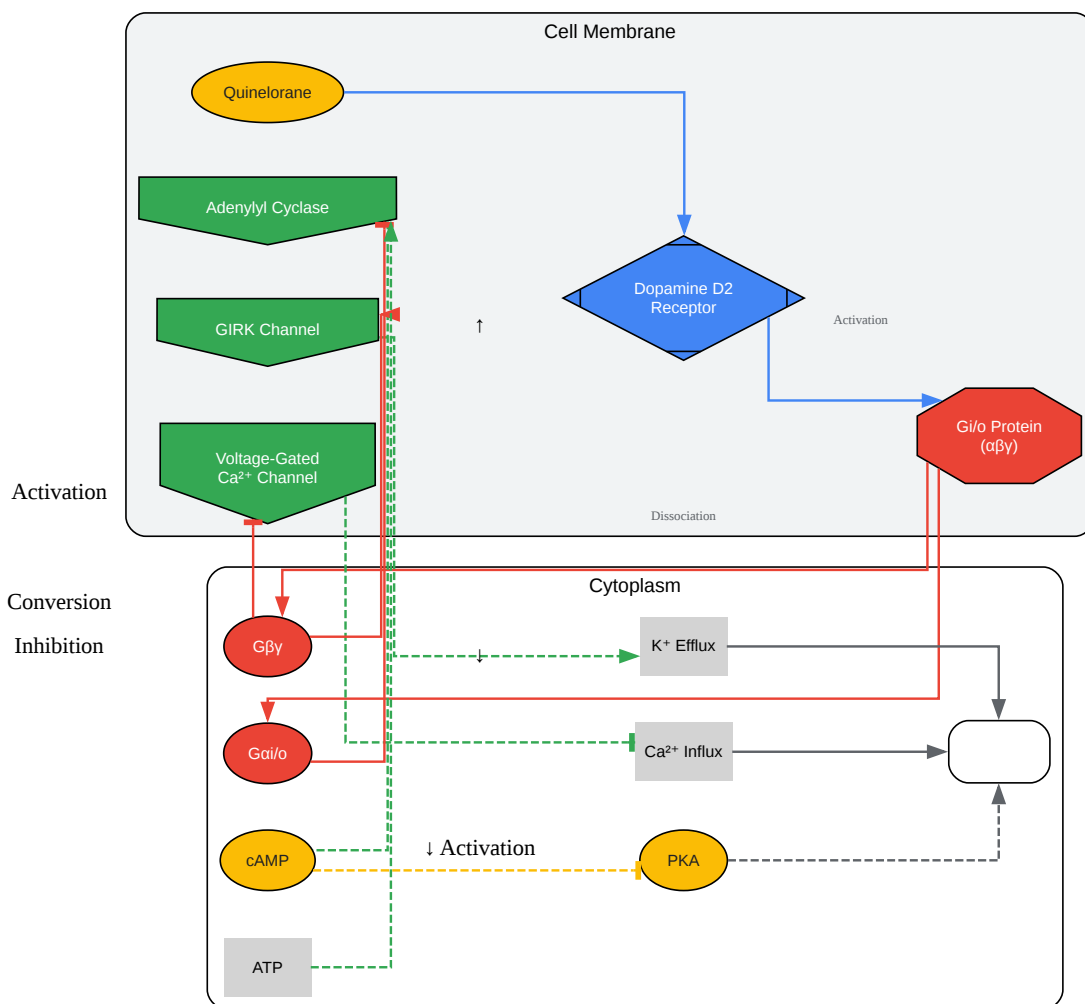 Cell Membrane
Quinelorane
Adenylyl Cyclase
Dopamine D2
Receptor
↑
Activation
GIRK Channel
Gi/o Protein
(αβγ)
Voltage-Gated
Ca²⁺ Channel
Activation
Dissociation
Cytoplasm
Conversion
Inhibition
Gβγ
↓
K⁺ Efflux
Gαi/o
Ca²⁺ Influx
cAMP
↓ Activation
PKA
ATP